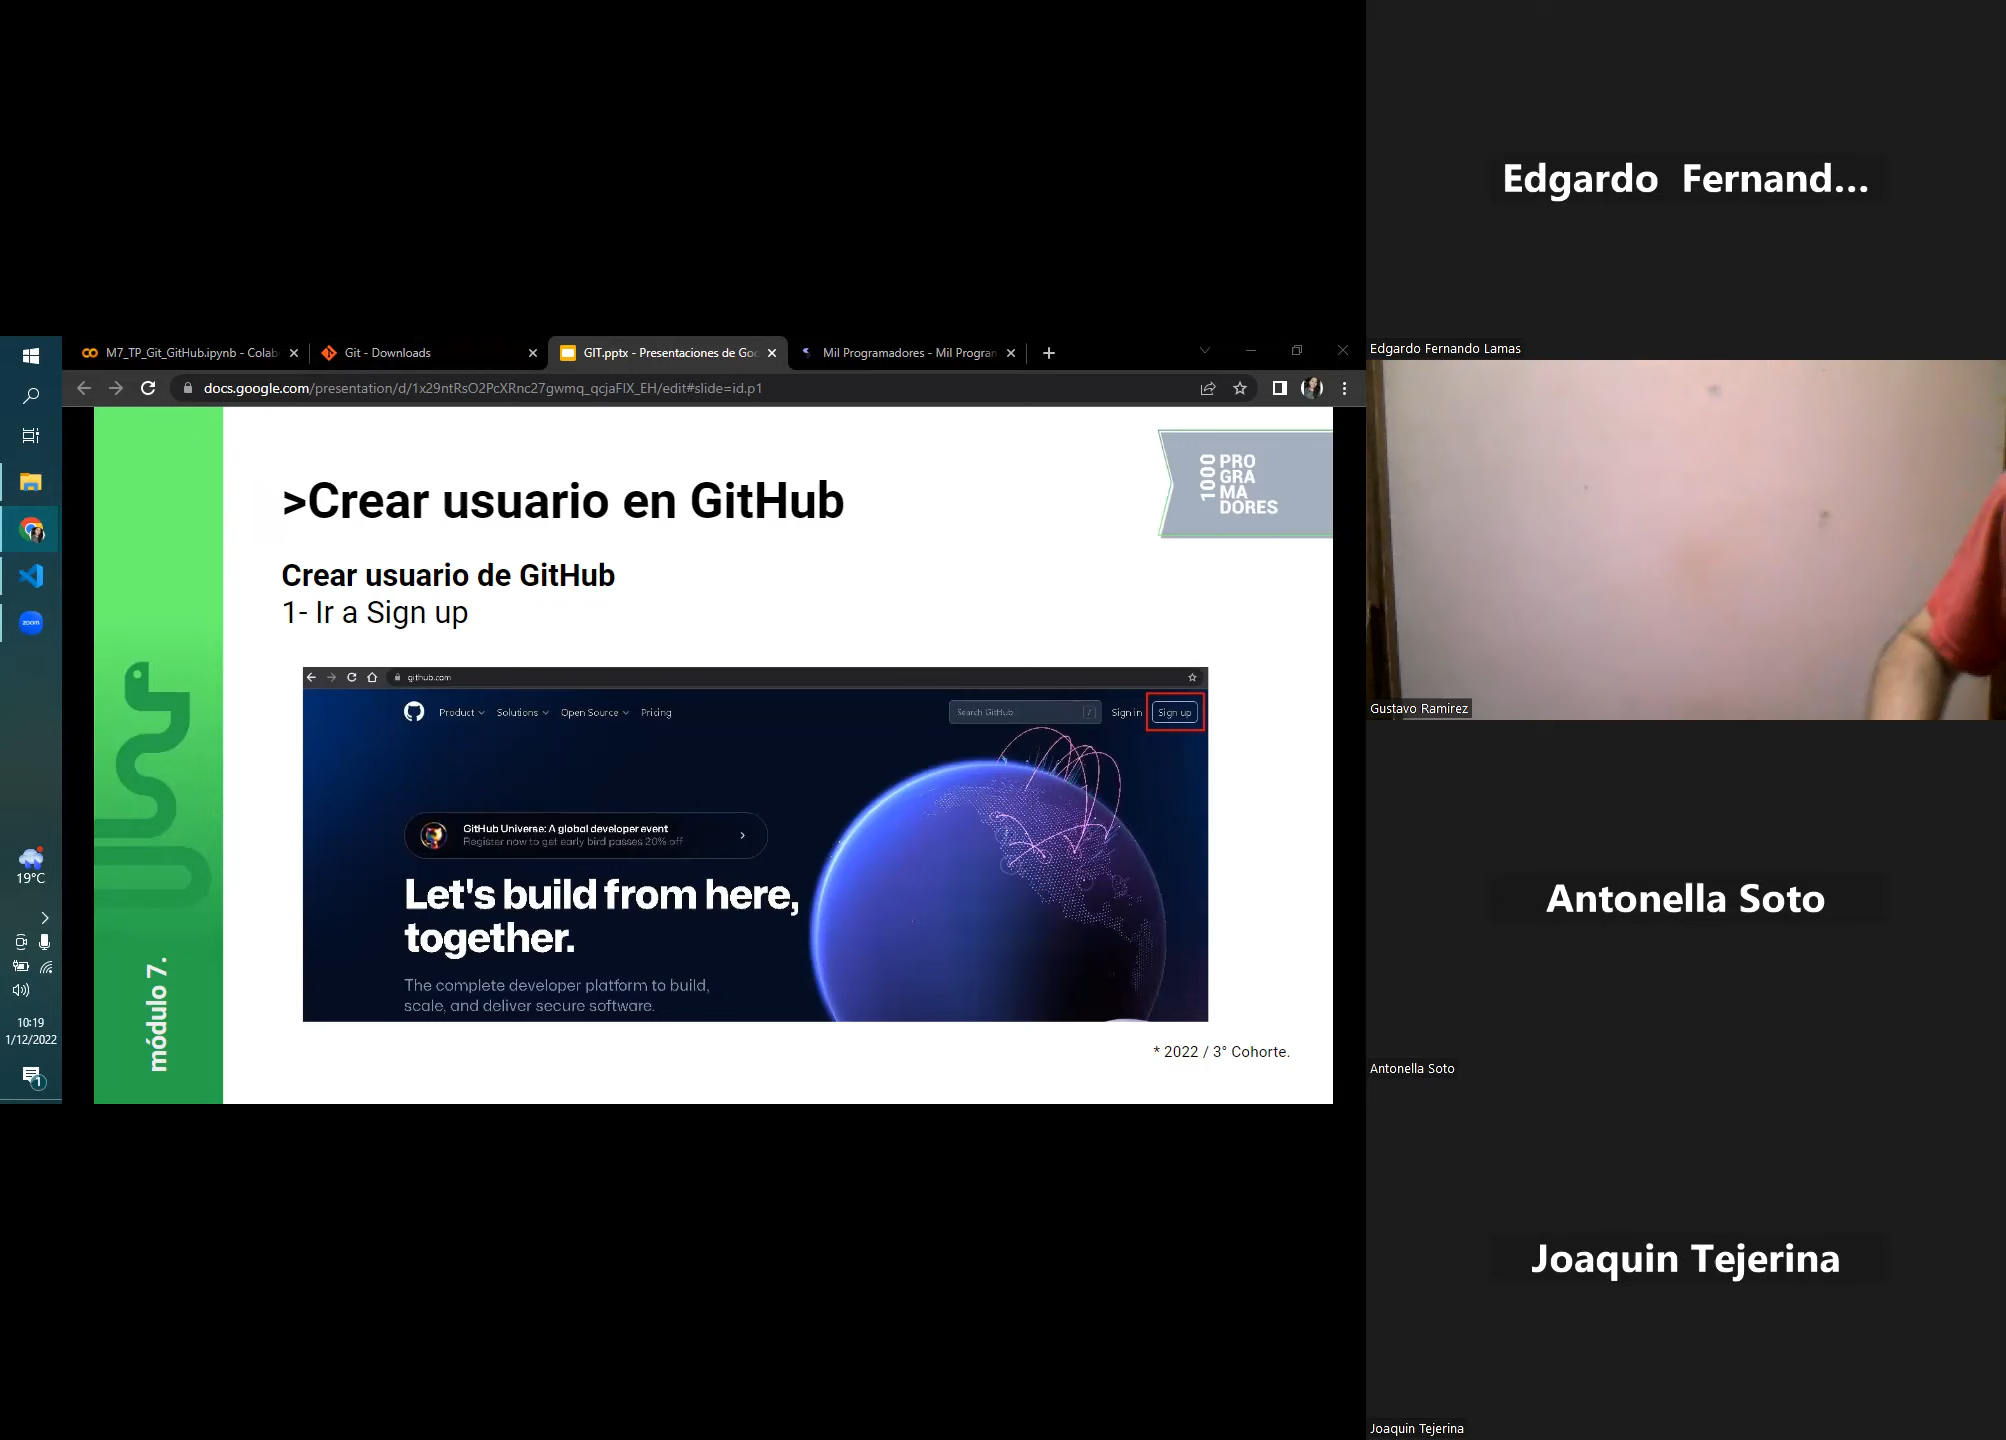 M7_TP_Git_GitHub.ipynb - Colab
Git - Downloads
GIT.pptx - Presentaciones de Goo
Mil Programadores - Mil Progran
docs.google.com/presentation/d/1x29ntRsO2PcXRnc27gwmq_qcjaFIX_EH/edit#slide=id.p1
zoom
19°C
10:19
1/12/2022
1
módulo 7.
1000
PRO
GRA
MA
DORES
>Crear usuario en GitHub
Crear usuario de GitHub
1- Ir a Sign up
github.com
Product
Solutions
Open Source
Pricing
Search GitHub
/
Sign in
Sign up
GitHub Universe: A global developer event
Register now to get early bird passes 20% off
Let's build from here,
together.
The complete developer platform to build,
scale, and deliver secure software.
* 2022 / 3° Cohorte.
Edgardo Fernand...
Edgardo Fernando Lamas
Gustavo Ramirez
Antonella Soto
Antonella Soto
Joaquin Tejerina
Joaquin Tejerina